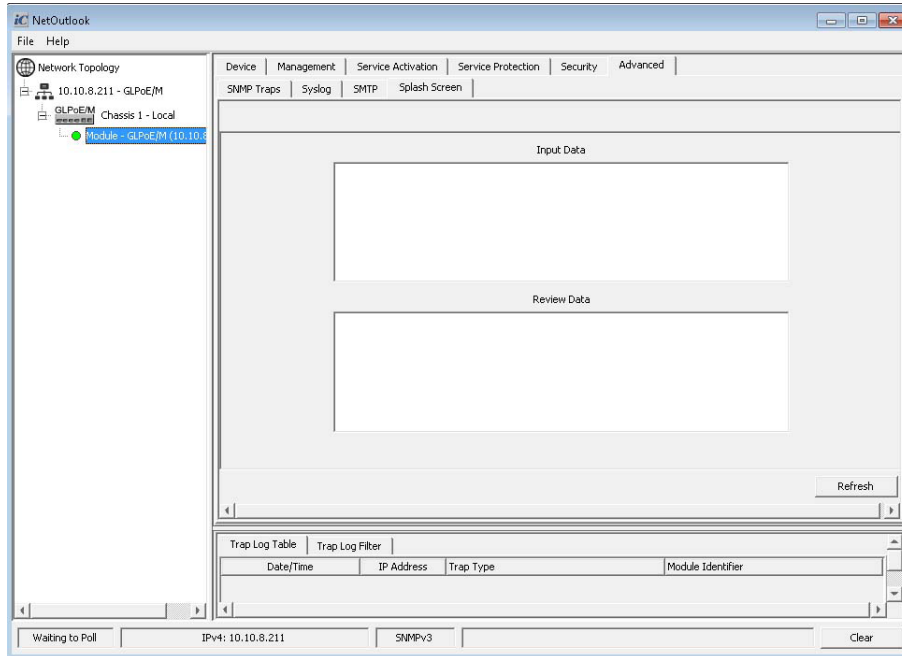 iC NetOutlook
File Help
Network Topology
10.10.8.211 - GLPoE/M
GLPoE/M Chassis 1 - Local
Module - GLPoE/M (10.10.8
Device Management Service Activation Service Protection Security Advanced
SNMP Traps Syslog SMTP Splash Screen
Input Data
Review Data
Refresh
Trap Log Table Trap Log Filter
Date/Time IP Address Trap Type Module Identifier
Waiting to Poll IPv4: 10.10.8.211 SNMPv3 Clear